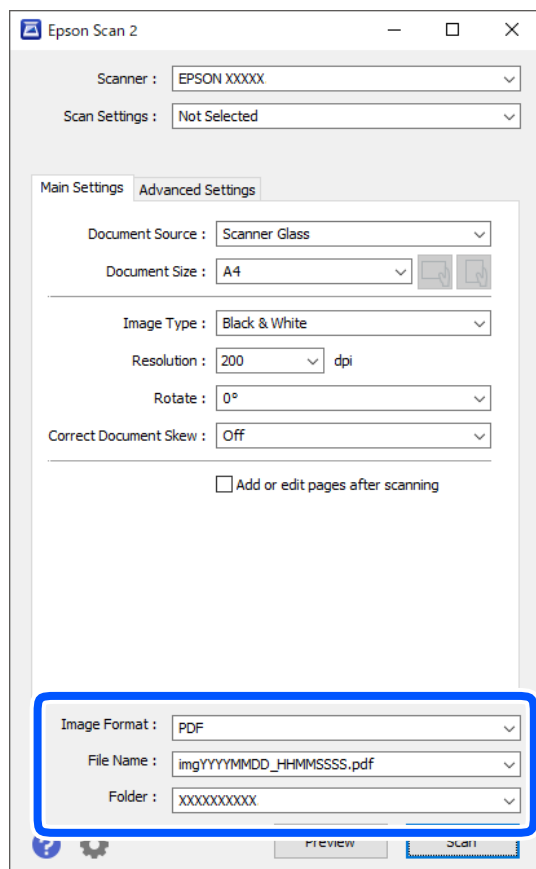 Epson Scan 2
Scanner : EPSON XXXXX
Scan Settings : Not Selected
Main Settings Advanced Settings
Document Source : Scanner Glass
Document Size : A4
Image Type : Black & White
Resolution : 200 dpi
Rotate : 0°
Correct Document Skew : Off
Add or edit pages after scanning
Image Format : PDF
File Name : imgYYYYMMDD_HHMMSSSS.pdf
Folder : XXXXXXXXXX
? Preview Scan